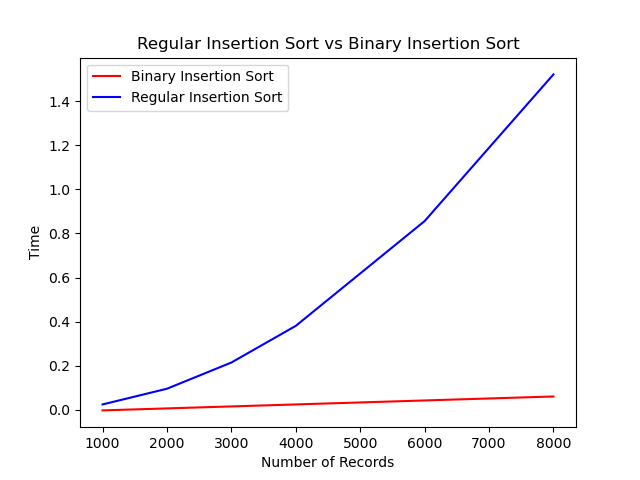 Regular Insertion Sort vs Binary Insertion Sort
Binary Insertion Sort
Regular Insertion Sort
1.4
1.2
1.0
0.8
0.6
0.4
0.2
0.0
Time
1000 2000 3000 4000 5000 6000 7000 8000
Number of Records